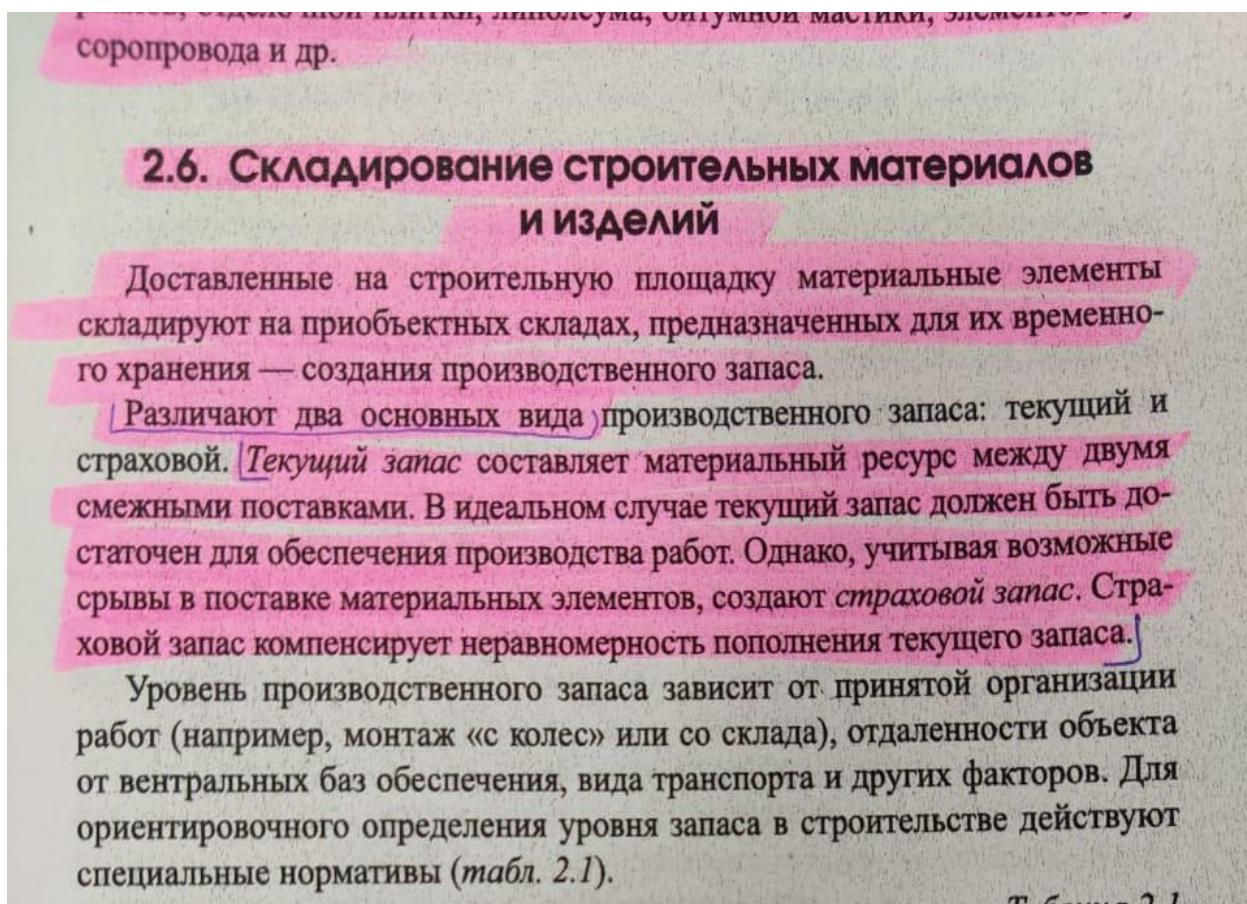 соропровода и др.
2.6. Складирование строительных материалов
и изделий
Доставленные на строительную площадку материальные элементы
складируют на приобъектных складах, предназначенных для их временно-
го хранения — создания производственного запаса.
Различают два основных вида производственного запаса: текущий и
страховой. Текущий запас составляет материальный ресурс между двумя
смежными поставками. В идеальном случае текущий запас должен быть до-
статочен для обеспечения производства работ. Однако, учитывая возможные
срывы в поставке материальных элементов, создают страховой запас. Стра-
ховой запас компенсирует неравномерность пополнения текущего запаса.
Уровень производственного запаса зависит от принятой организации
работ (например, монтаж «с колес» или со склада), отдаленности объекта
от вентральных баз обеспечения, вида транспорта и других факторов. Для
ориентировочного определения уровня запаса в строительстве действуют
специальные нормативы (табл. 2.1).